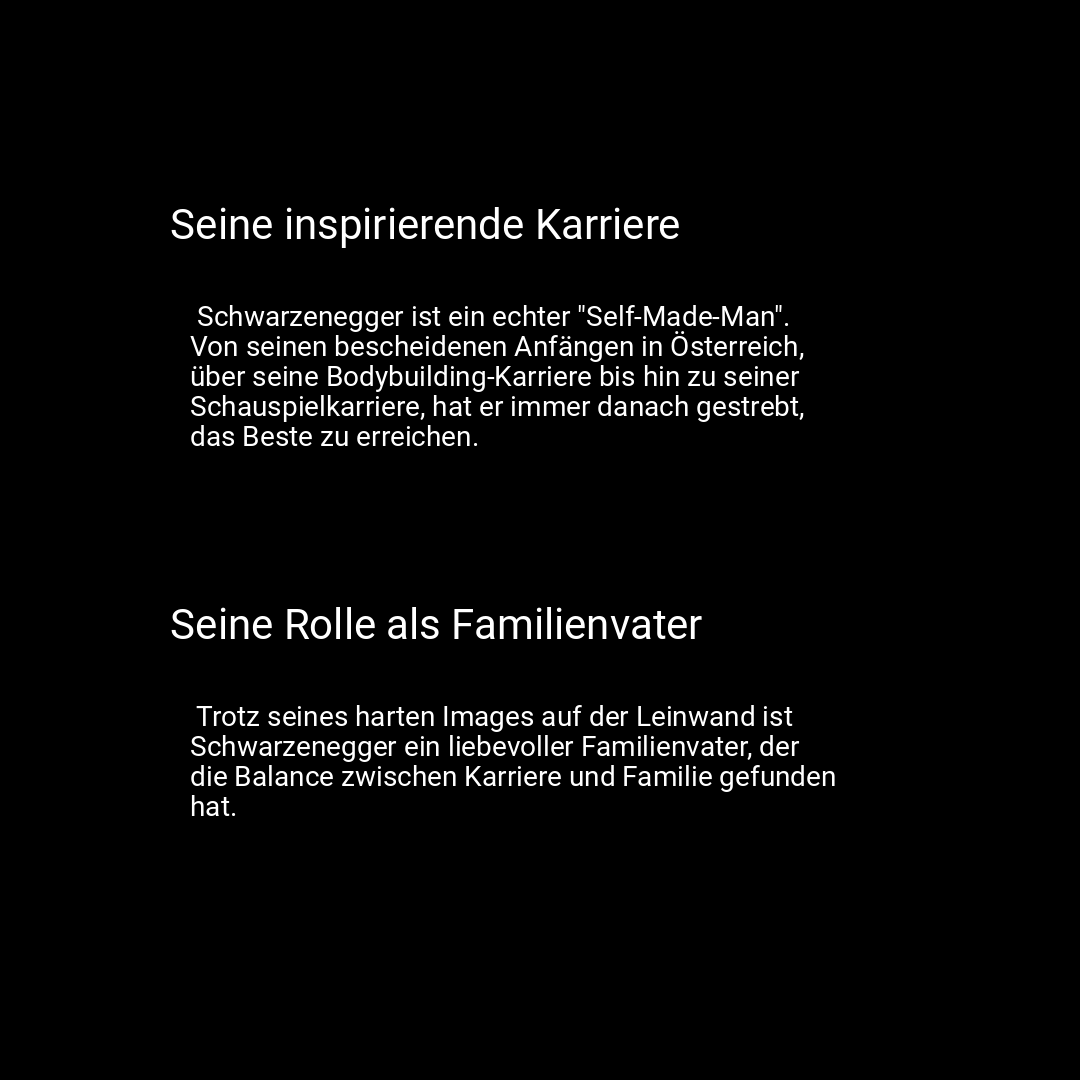 Seine inspirierende Karriere
Schwarzenegger ist ein echter "Self-Made-Man".
Von seinen bescheidenen Anfängen in Österreich,
über seine Bodybuilding-Karriere bis hin zu seiner
Schauspielkarriere, hat er immer danach gestrebt,
das Beste zu erreichen.
Seine Rolle als Familienvater
Trotz seines harten Images auf der Leinwand ist
Schwarzenegger ein liebevoller Familienvater, der
die Balance zwischen Karriere und Familie gefunden
hat.